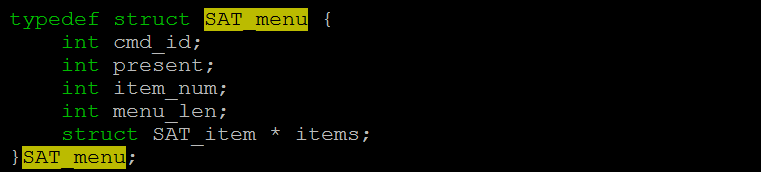 typedef struct SAT_menu {
    int cmd_id;
    int present;
    int item_num;
    int menu_len;
    struct SAT_item * items;
}SAT_menu;